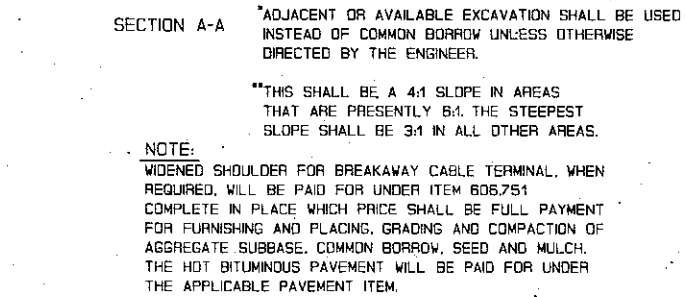 SECTION A-A
*ADJACENT OR AVAILABLE EXCAVATION SHALL BE USED
INSTEAD OF COMMON BORROW UNLESS OTHERWISE
DIRECTED BY THE ENGINEER.
**THIS SHALL BE A 4:1 SLOPE IN AREAS
THAT ARE PRESENTLY 6:1. THE STEEPEST
SLOPE SHALL BE 3:1 IN ALL OTHER AREAS.
NOTE:
WIDENED SHOULDER FOR BREAKAWAY CABLE TERMINAL, WHEN
REQUIRED, WILL BE PAID FOR UNDER ITEM 606.751
COMPLETE IN PLACE WHICH PRICE SHALL BE FULL PAYMENT
FOR FURNISHING AND PLACING, GRADING AND COMPACTION OF
AGGREGATE SUBBASE, COMMON BORROW, SEED AND MULCH.
THE HOT BITUMINOUS PAVEMENT WILL BE PAID FOR UNDER
THE APPLICABLE PAVEMENT ITEM.